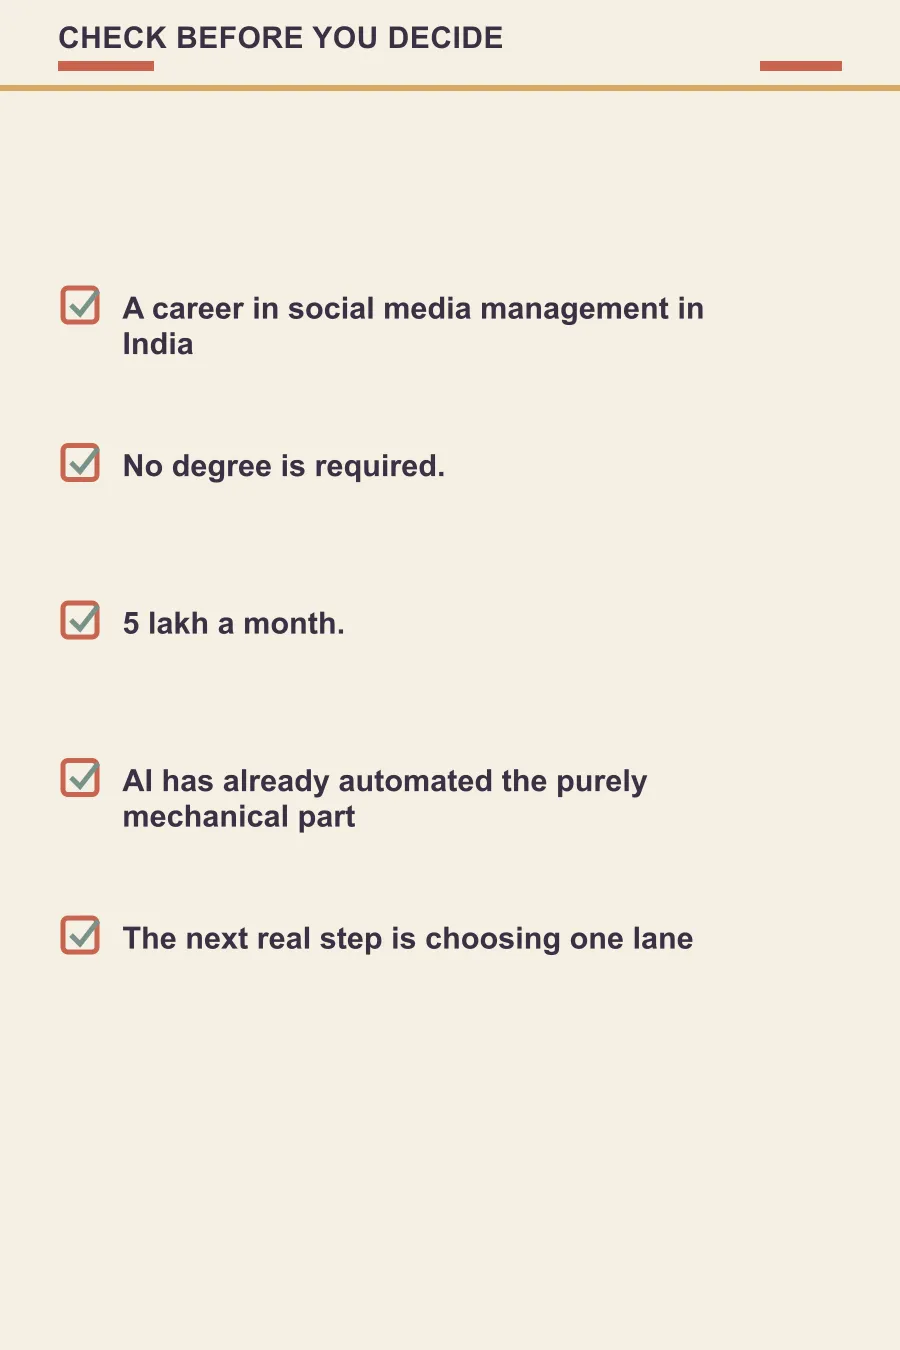 CHECK BEFORE YOU DECIDE
A career in social media management in
India
No degree is required.
5 lakh a month.
AI has already automated the purely
mechanical part
The next real step is choosing one lane